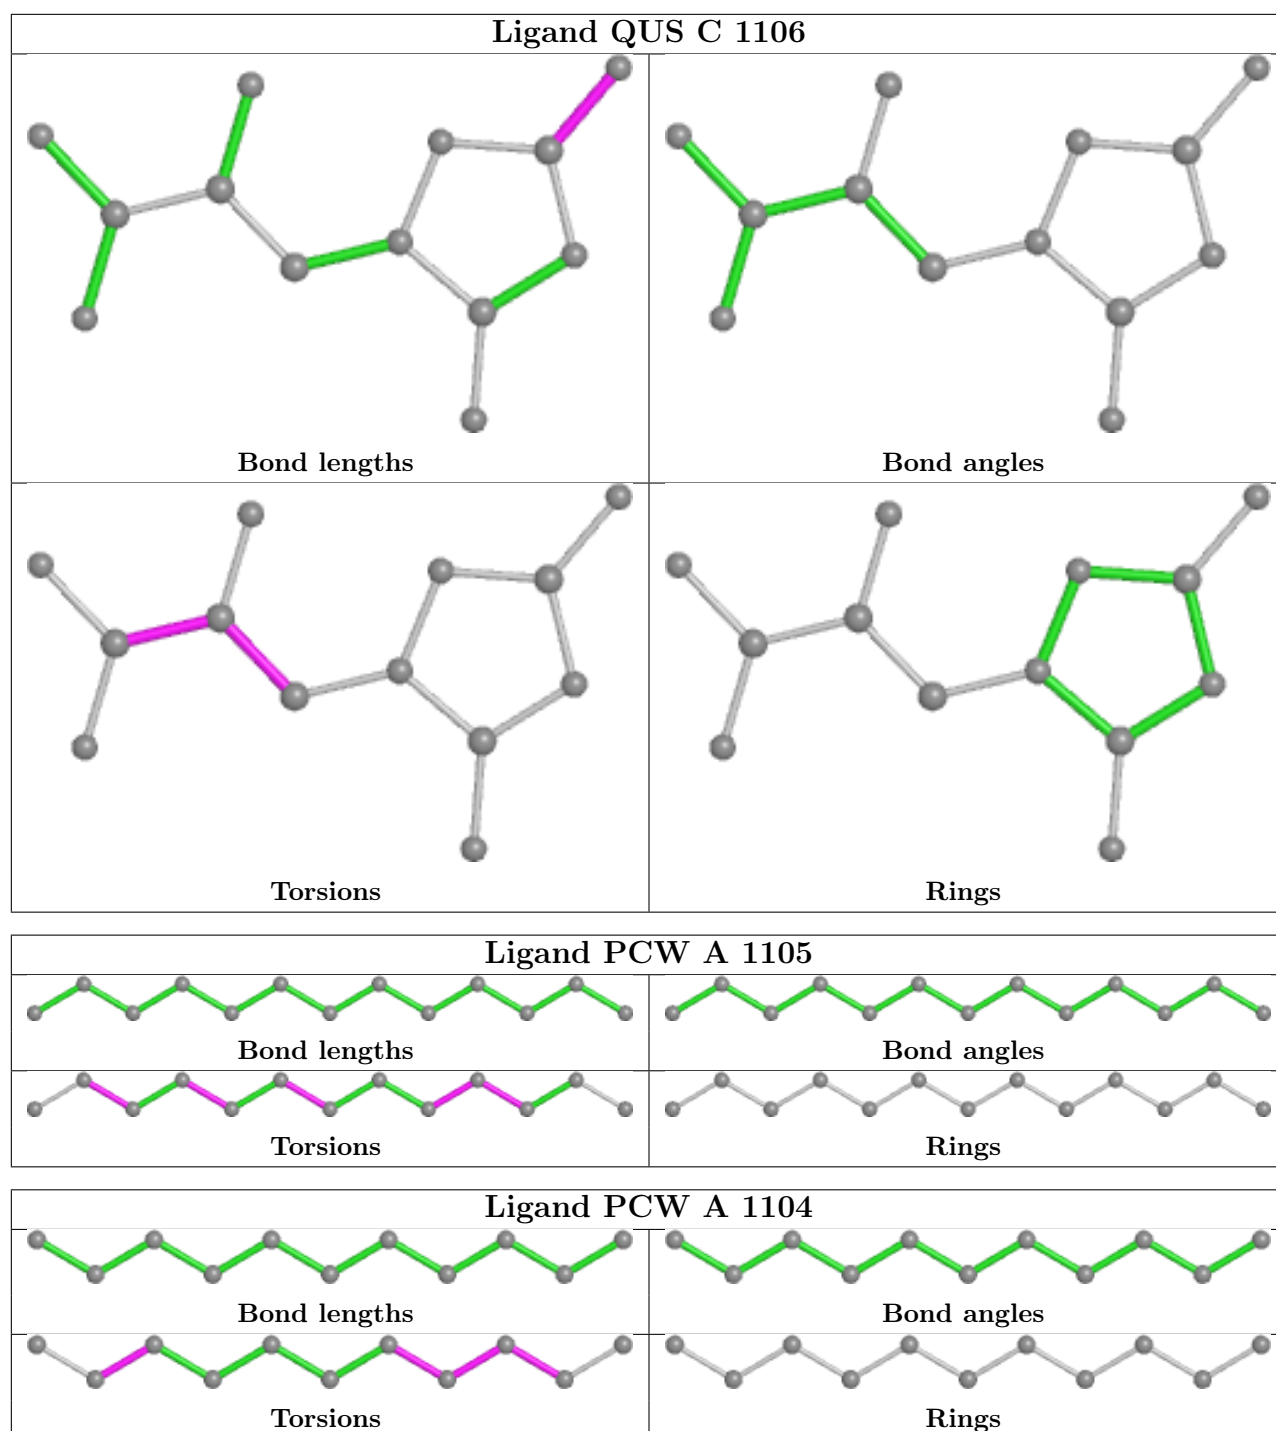 Ligand QUS C 1106
Bond lengths
Bond angles
Torsions
Rings
Ligand PCW A 1105
Bond lengths
Bond angles
Torsions
Rings
Ligand PCW A 1104
Bond lengths
Bond angles
Torsions
Rings